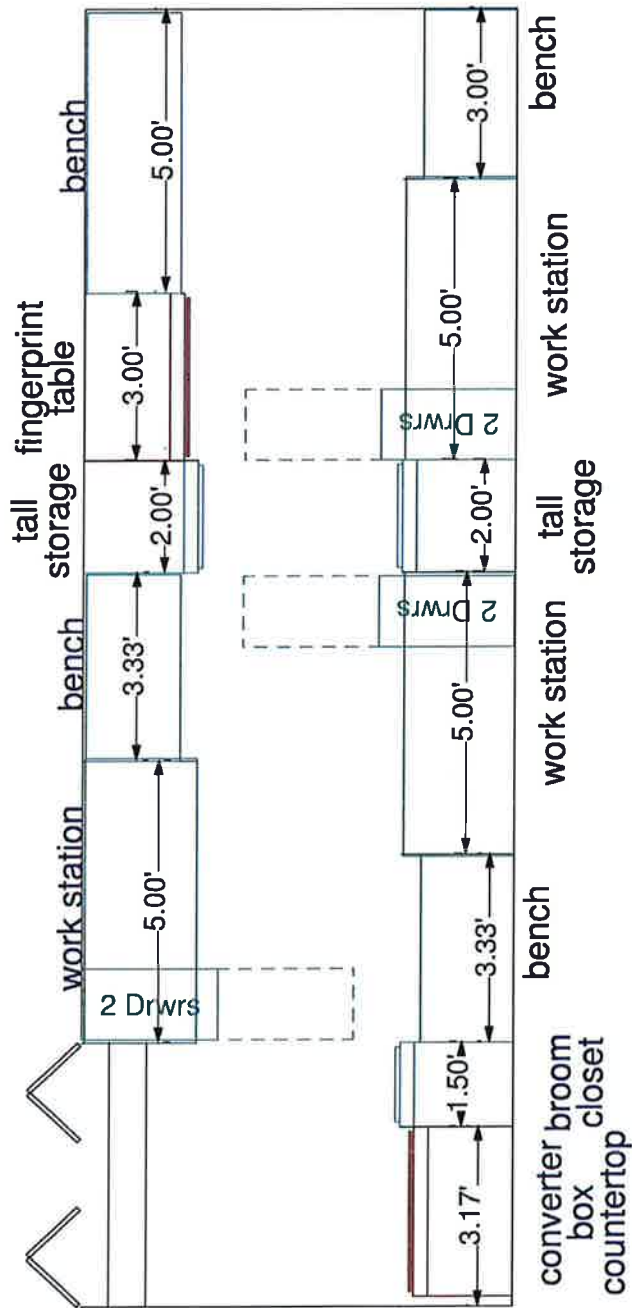 work station
bench
tall
storage
fingerprint
table
bench
2 Drwrs
5.00'
3.33'
2.00'
3.00'
5.00'
3.17'
1.50'
3.33'
5.00'
2 Drwrs
2.00'
2 Drwrs
5.00'
3.00'
converter
box
countertop
broom
closet
bench
work station
tall
storage
work station
bench